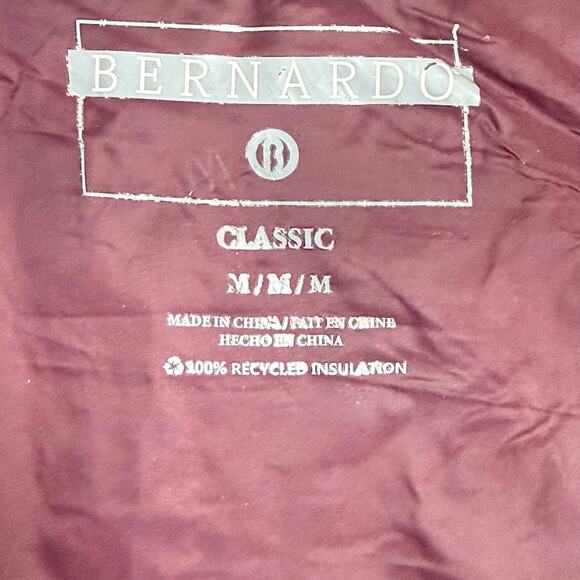 BERNARDO
B
CLASSIC
M/M/M
MADE IN CHINA/FAIT EN CHINE
HECHO EN CHINA
100% RECYCLED INSULATION